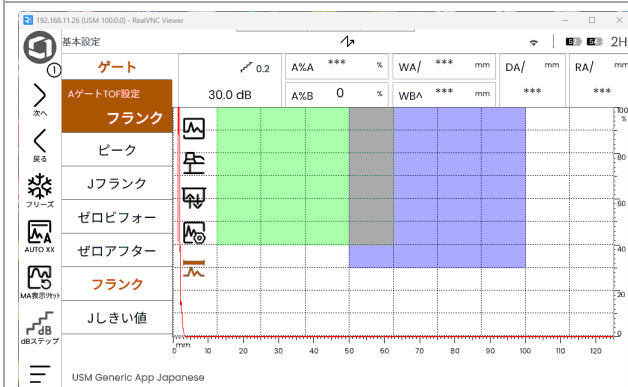 192.168.11.26 (USM 100:0.0) - RealVNC Viewer
基本設定
2H
1
ゲート
0.2
A%A *** %
WA/ *** mm
DA/ mm
RA/ mm
AゲートTOF設定
フランク
30.0 dB
A%B 0 %
WB^ *** mm
***
***
次へ
戻る
フリーズ
AUTO XX
MA表示リセット
dB
dBステップ
ピーク
Jフランク
ゼロビフォー
ぜロアフター
フランク
Jしきい値
100
%
80
60
40
20
0
mm
0 10 20 30 40 50 60 70 80 90 100 110 120
USM Generic App Japanese